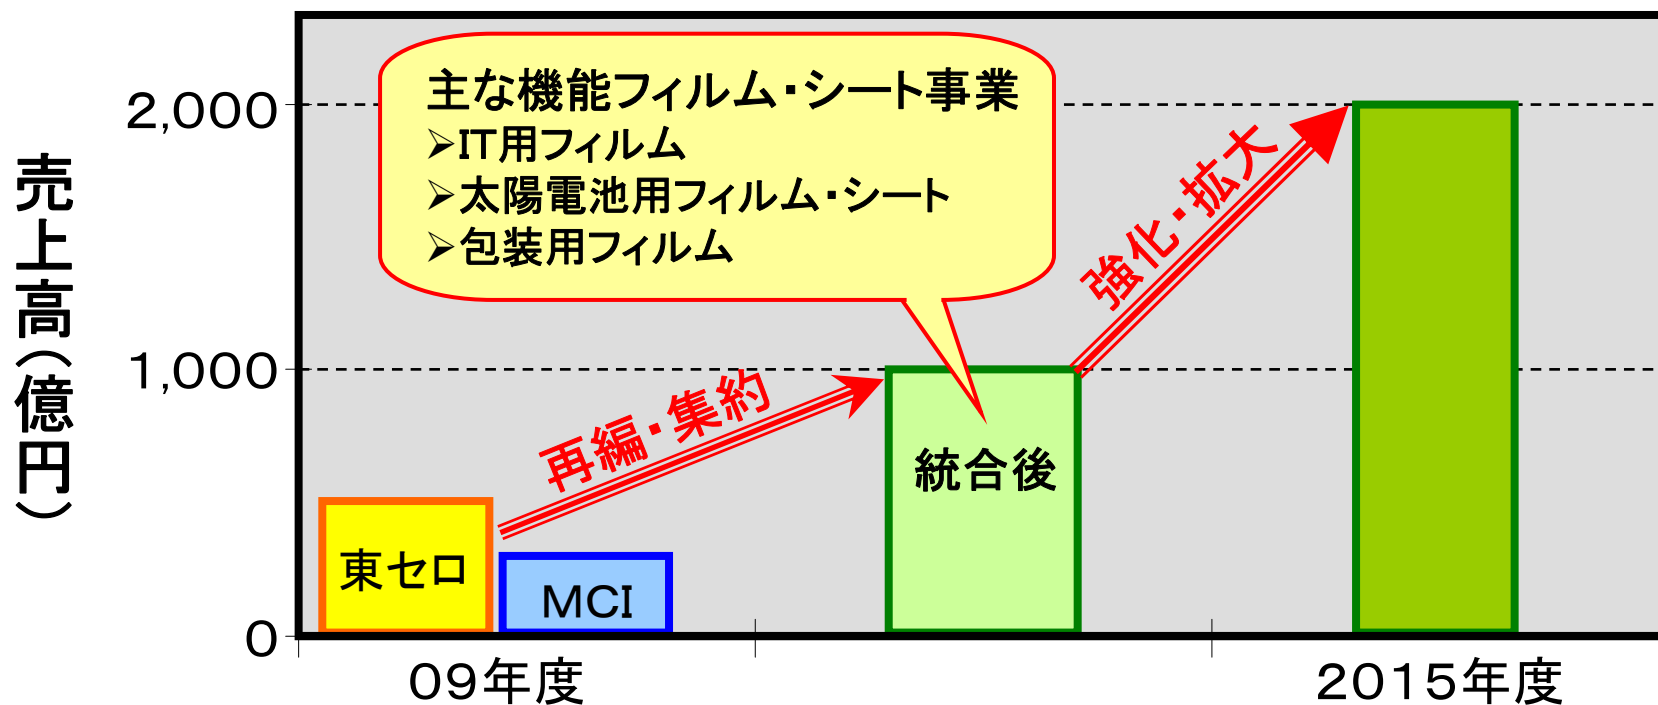 主な機能フィルム・シート事業
➢IT用フィルム
➢太陽電池用フィルム・シート
➢包装用フィルム
売上高(億円)
2,000
1,000
0
強化・拡大
再編・集約
統合後
東セロ
MCI
09年度
2015年度